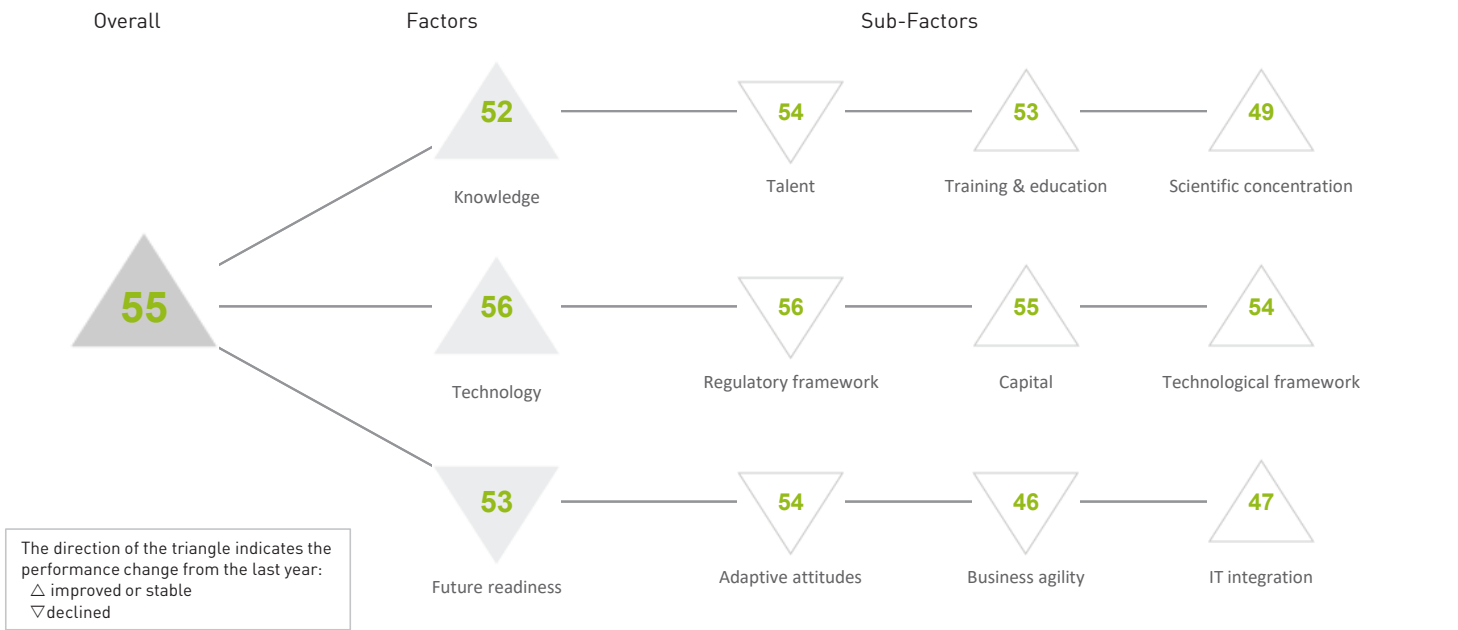 Overall
Factors
Sub-Factors
52
54
53
49
Knowledge
Talent
Training & education
Scientific concentration
55
56
56
55
54
Technology
Regulatory framework
Capital
Technological framework
53
54
46
47
Future readiness
Adaptive attitudes
Business agility
IT integration
The direction of the triangle indicates the
performance change from the last year:
△ improved or stable
▽ declined